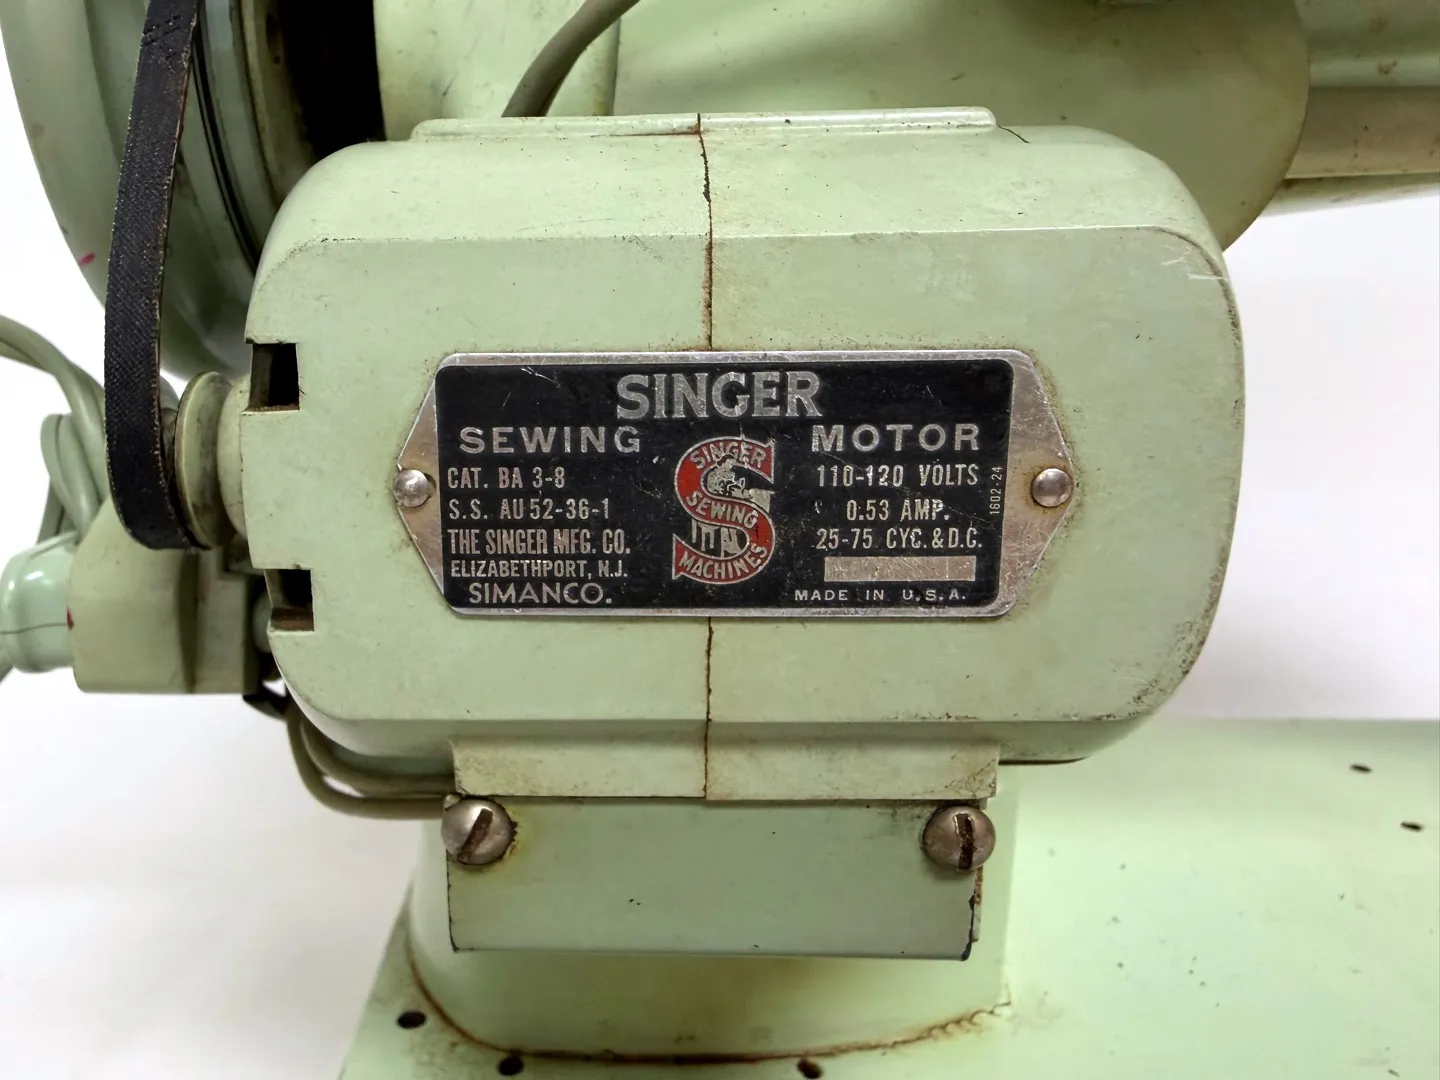 SINGER
SEWING MOTOR
CAT. BA 3-8
S.S. AU 52-36-1
THE SINGER MFG. CO.
ELIZABETHPORT, N.J.
SIMANCO.
SINGER
SEWING
MACHINES
110-120 VOLTS
0.53 AMP.
25-75 CYC. & D.C.
MADE IN U.S.A.
1602-24